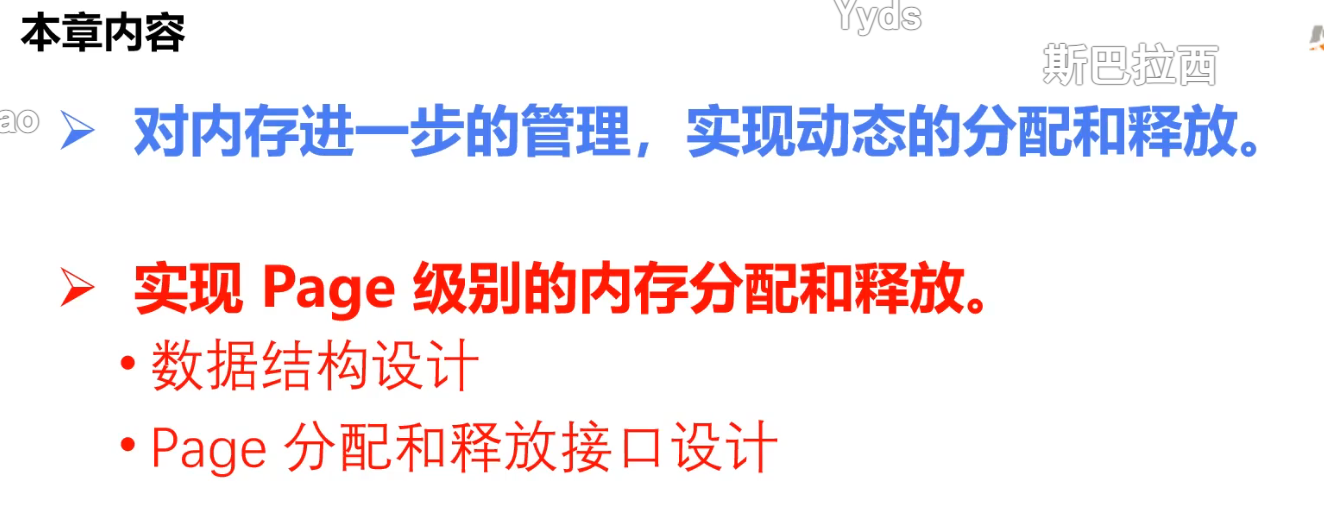 本章内容
Yyds
斯巴拉西
ao
➢ 对内存进一步的管理，实现动态的分配和释放。
➢ 实现 Page 级别的内存分配和释放。
• 数据结构设计
• Page 分配和释放接口设计